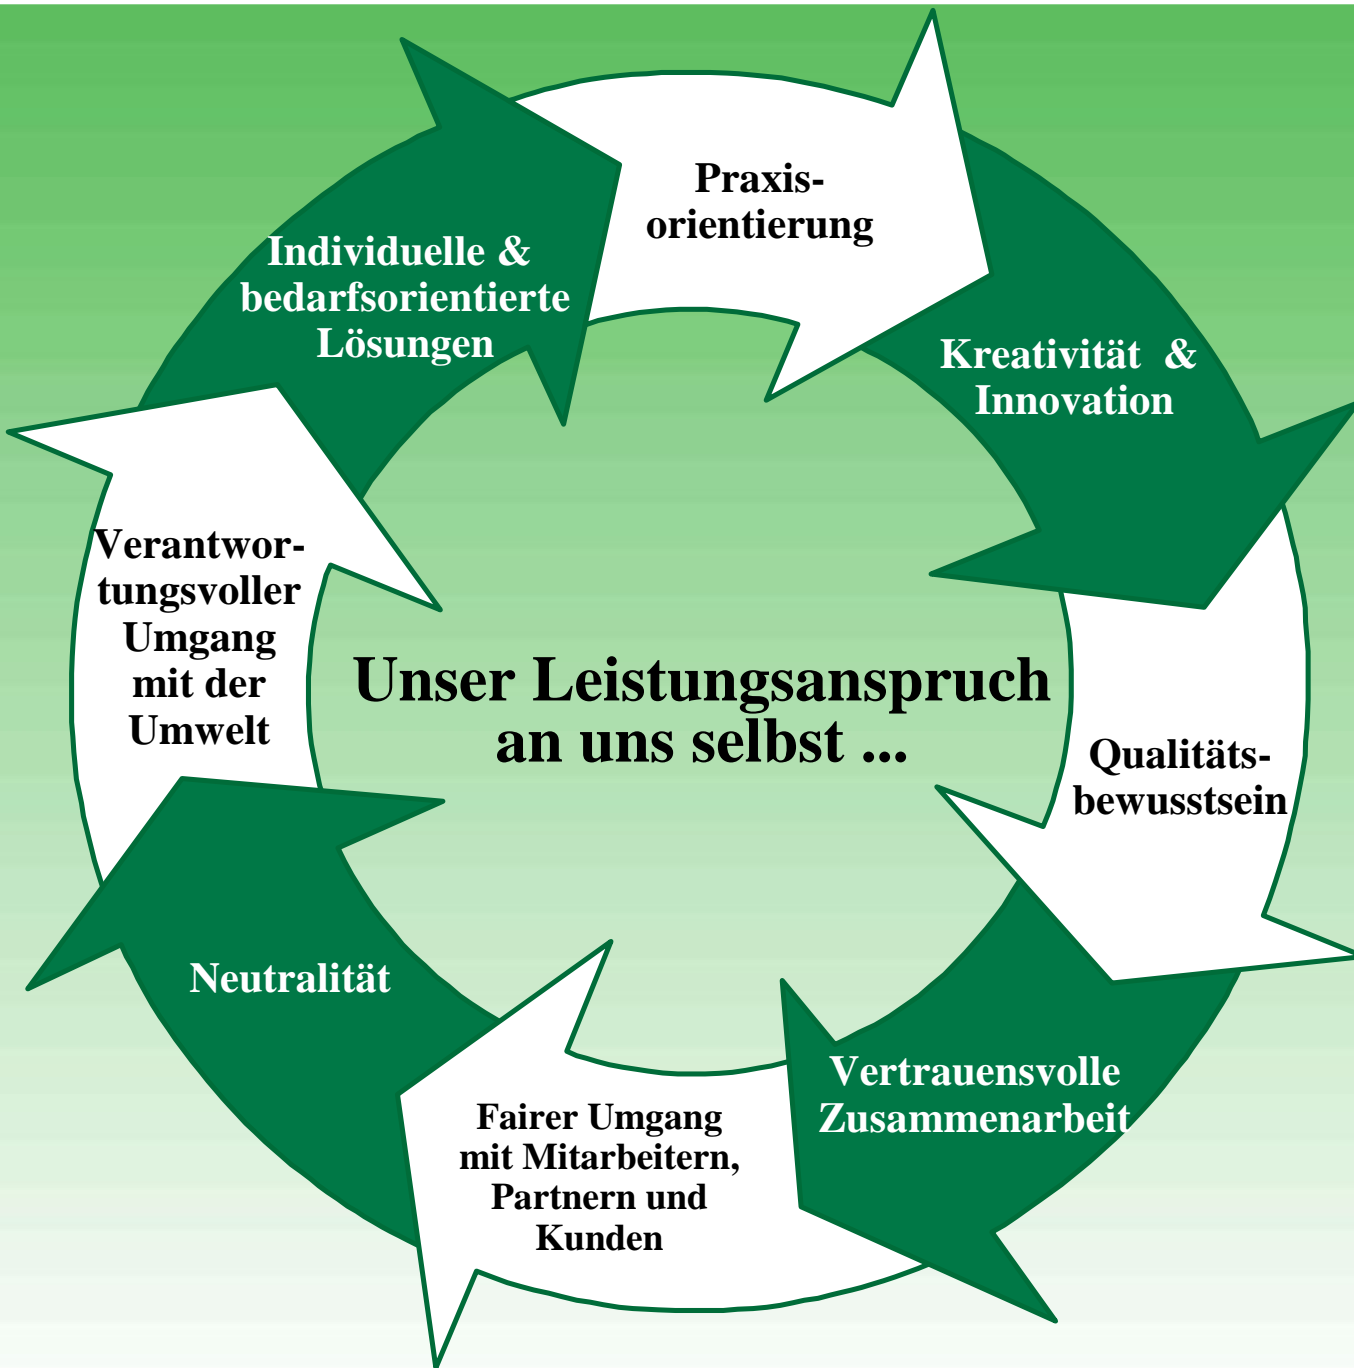 Praxis-
orientierung
Kreativität &
Innovation
Qualitäts-
bewusstsein
Vertrauensvolle
Zusammenarbeit
Fairer Umgang
mit Mitarbeitern,
Partnern und
Kunden
Neutralität
Verantwor-
tungsvoller
Umgang
mit der
Umwelt
Individuelle &
bedarfsorientierte
Lösungen
Unser Leistungsanspruch
an uns selbst ...